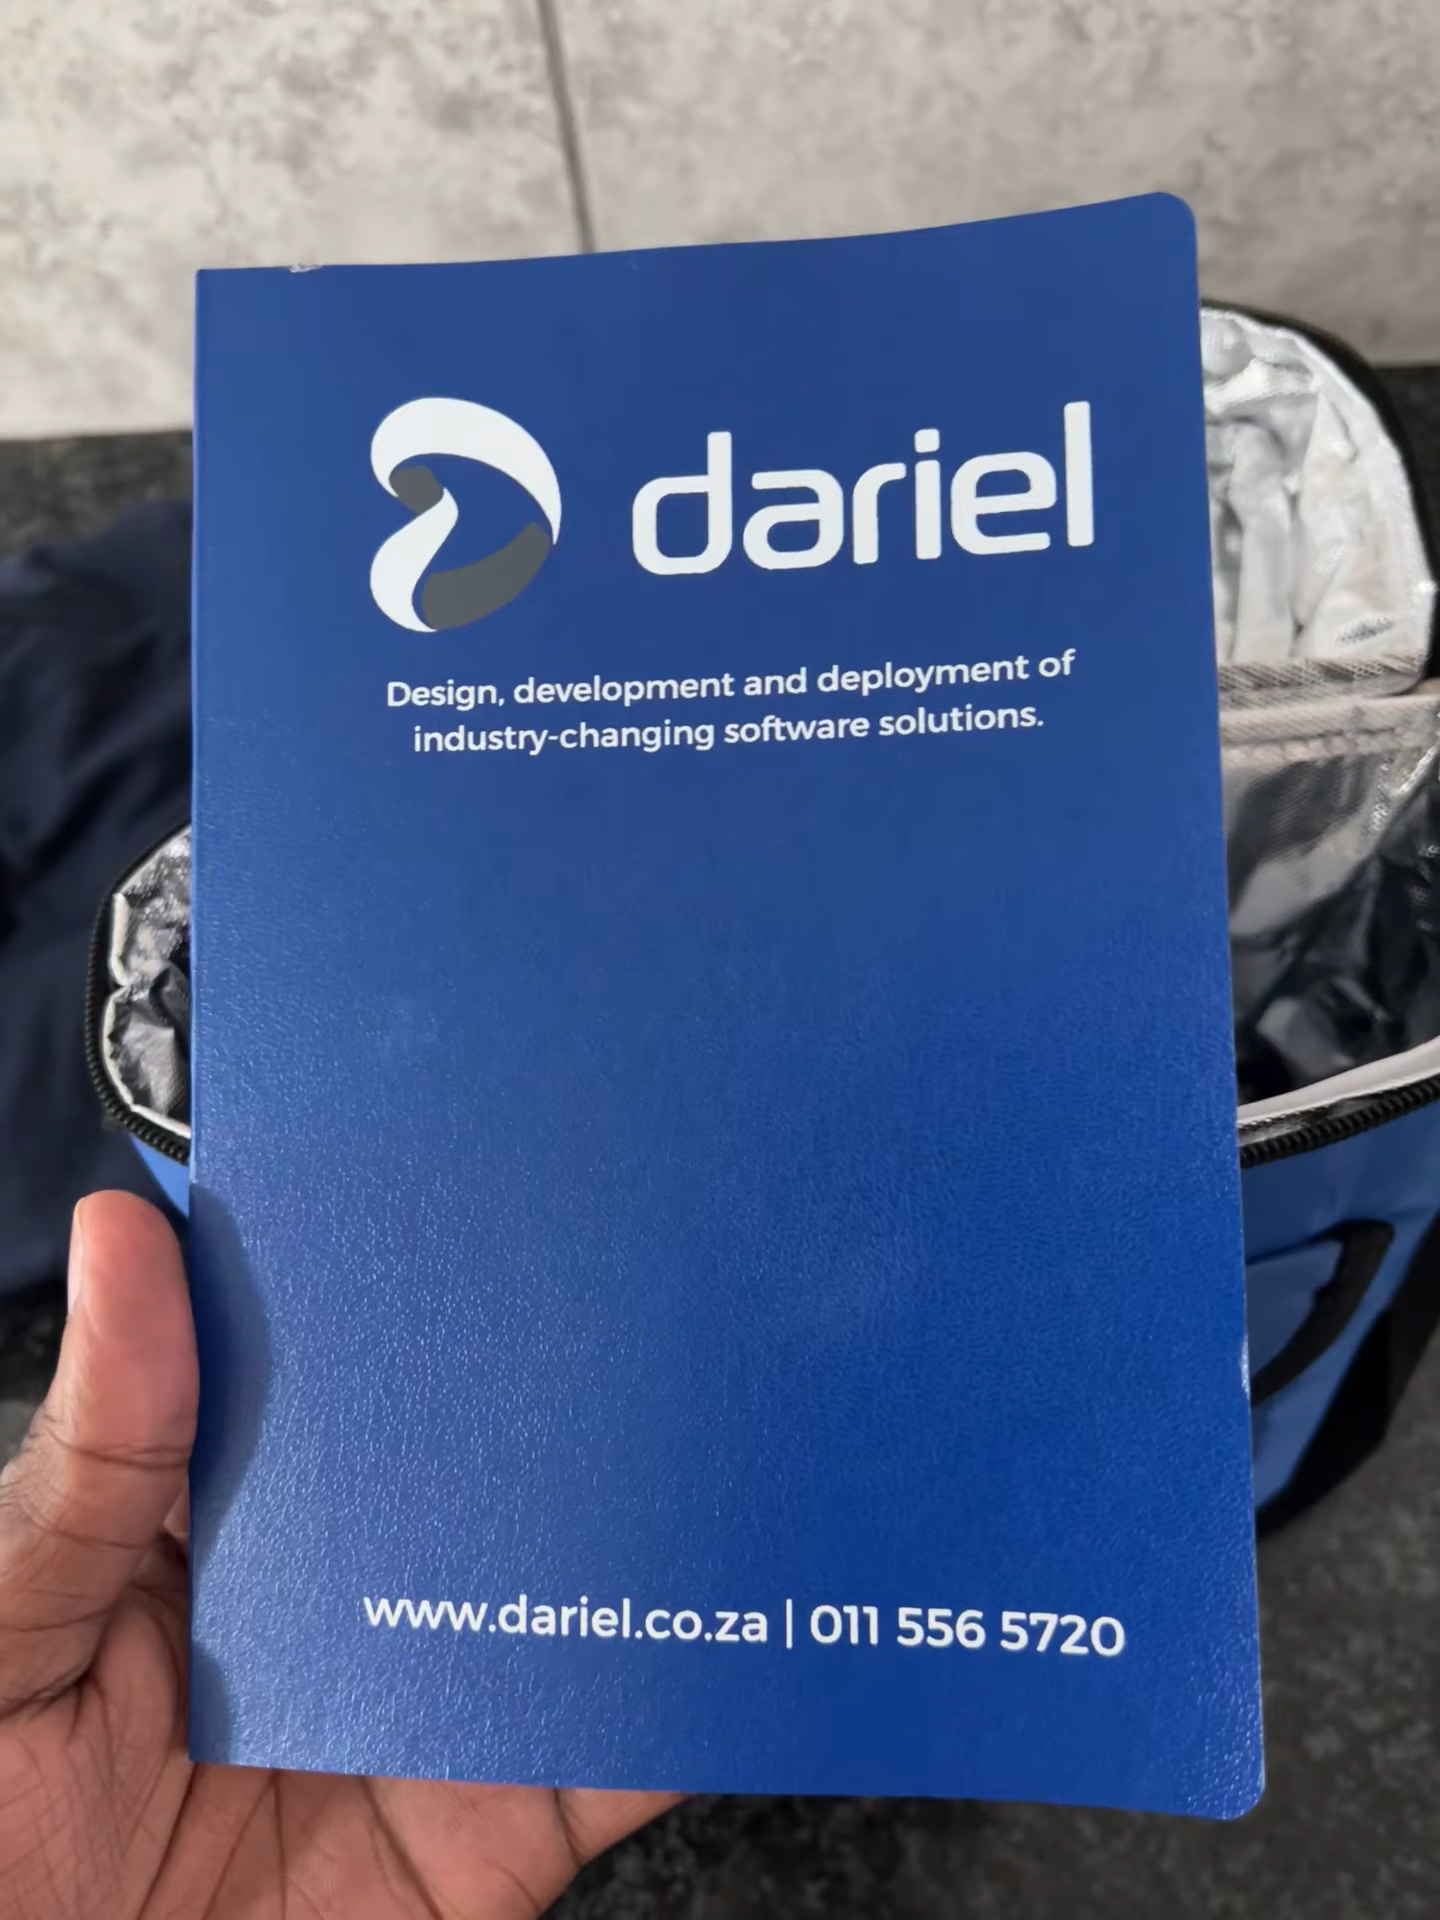 dariel
Design, development and deployment of
industry-changing software solutions.
www.dariel.co.za | 011 556 5720